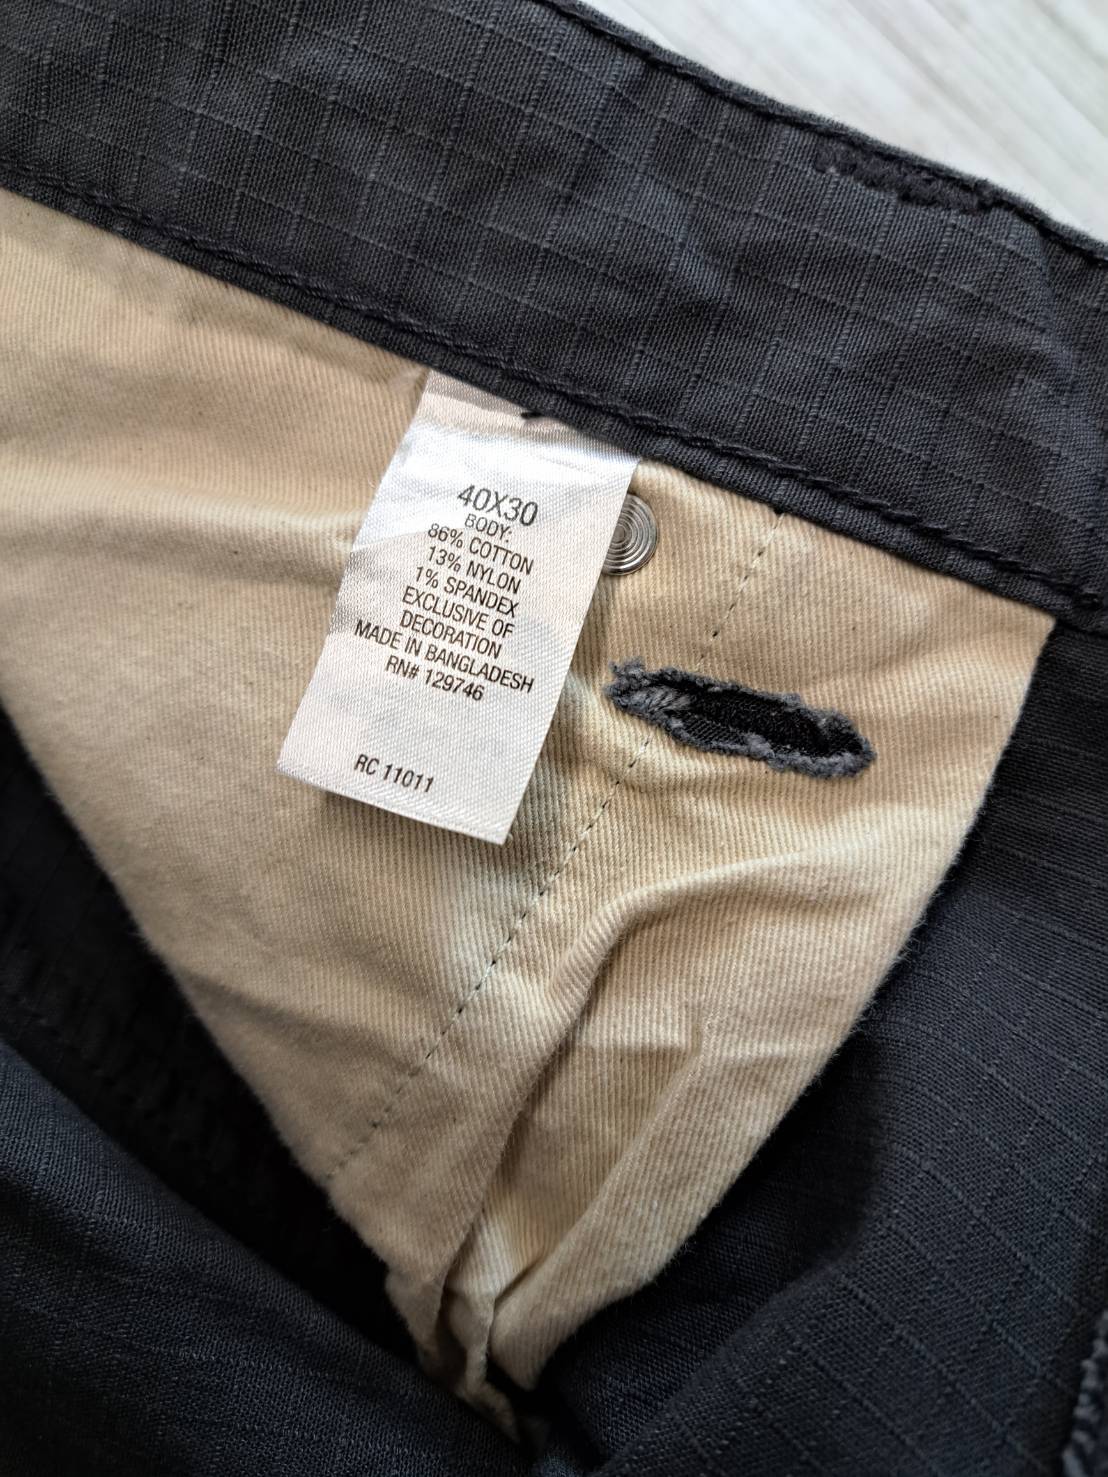 40X30
BODY:
86% COTTON
13% NYLON
1% SPANDEX
EXCLUSIVE OF
DECORATION
MADE IN BANGLADESH
RN# 129746
RC 11011